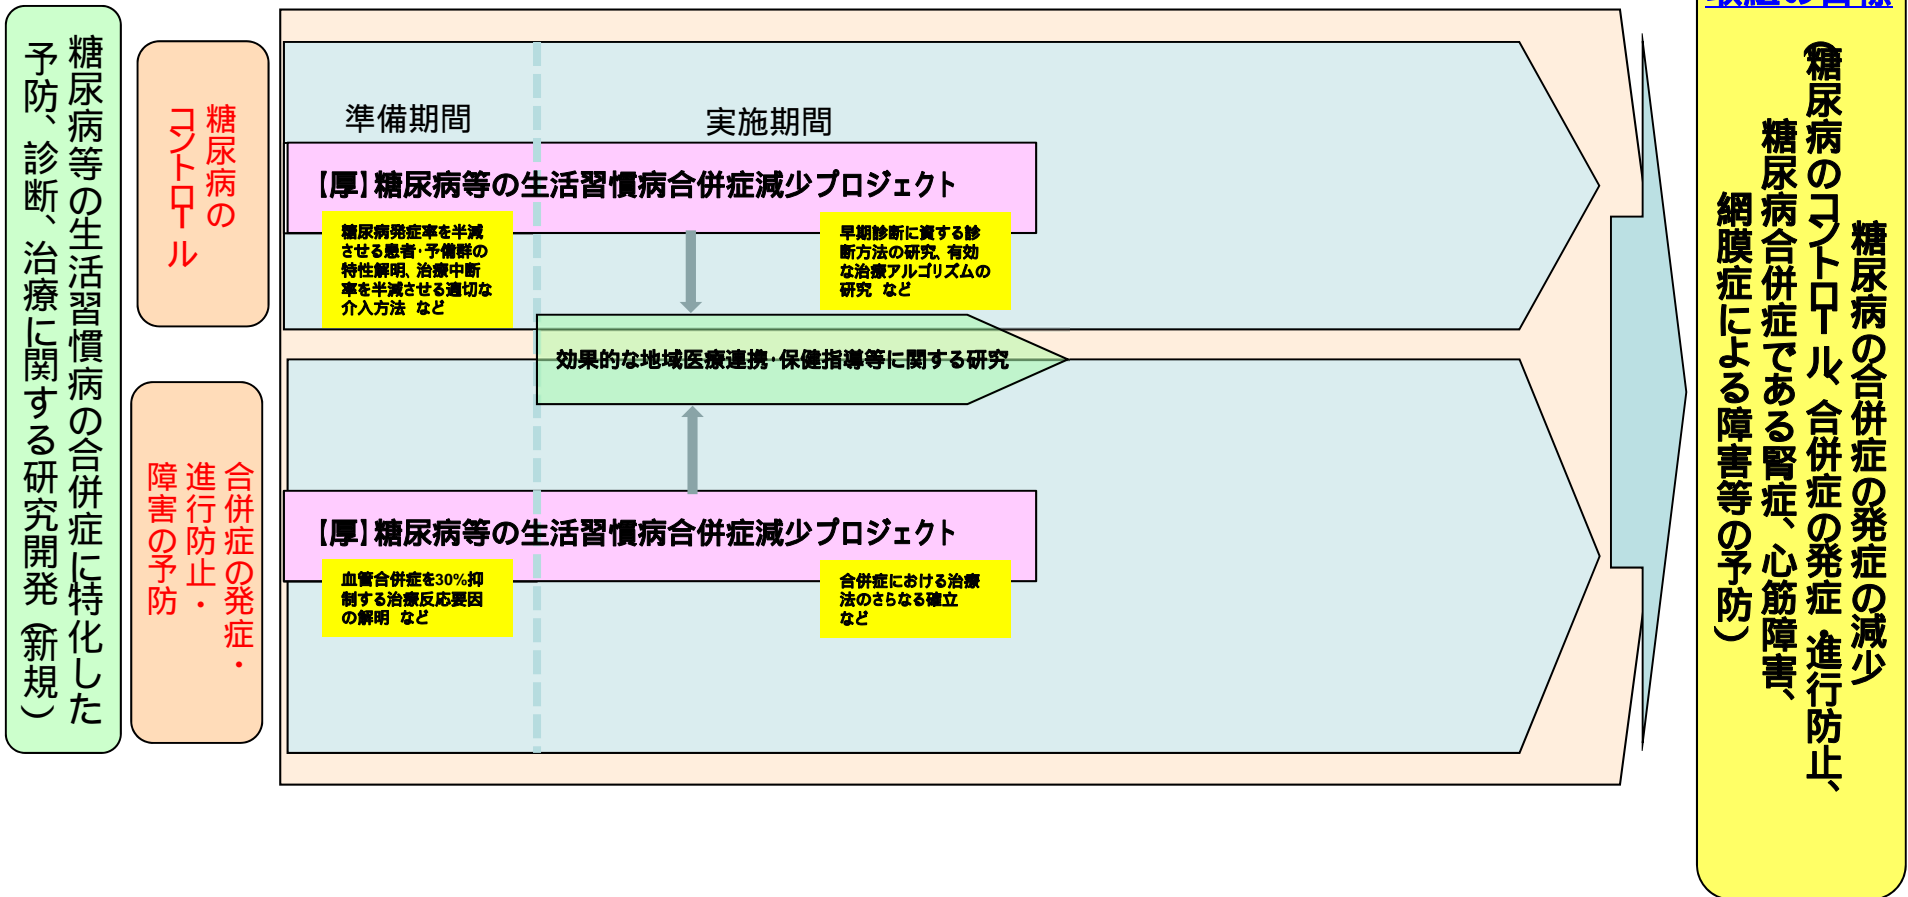 糖尿病等の生活習慣病の合併症に特化した
予防、診断、治療に関する研究開発（新規）
糖尿病の
コントロール
合併症の発症・
進行防止・
障害の予防
準備期間
実施期間
【厚】糖尿病等の生活習慣病合併症減少プロジェクト
糖尿病発症率を半減
させる患者・予備群の
特性解明、治療中断
率を半減させる適切な
介入方法　など
早期診断に資する診
断方法の研究、有効
な治療アルゴリズムの
研究　など
効果的な地域医療連携・保健指導等に関する研究
【厚】糖尿病等の生活習慣病合併症減少プロジェクト
血管合併症を30%抑
制する治療反応要因
の解明　など
合併症における治療
法のさらなる確立
など
取組の目標
糖尿病の合併症の発症の減少
（糖尿病のコントロール、合併症の発症・進行防止、
糖尿病合併症である腎症、心筋障害、
網膜症による障害等の予防）